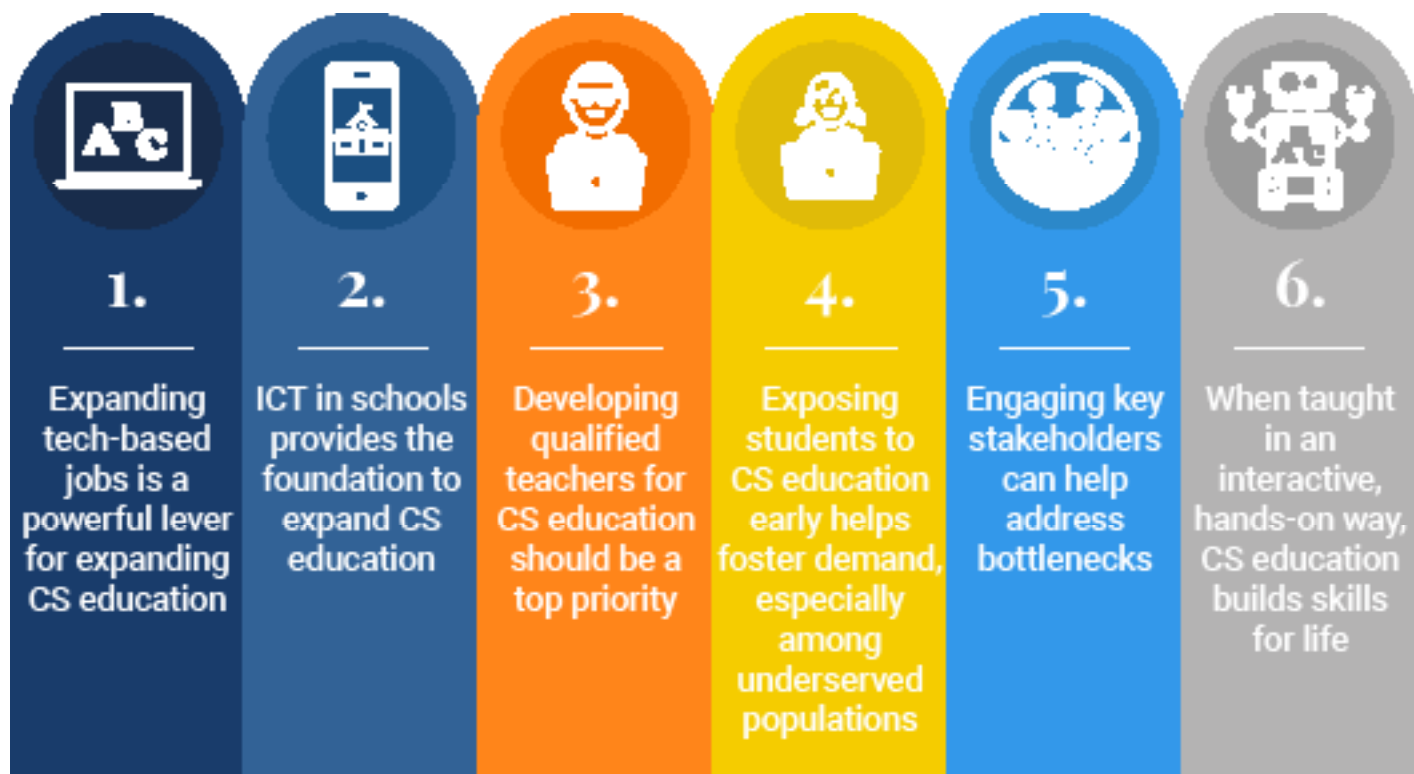 ABC
1.
Expanding
tech-based
jobs is a
powerful lever
for expanding
CS education
2.
ICT in schools
provides the
foundation to
expand CS
education
3.
Developing
qualified
teachers for
CS education
should be a
top priority
4.
Exposing
students to
CS education
early helps
foster demand,
especially
among
underserved
populations
5.
Engaging key
stakeholders
can help
address
bottlenecks
ABC
6.
When taught
in an
interactive,
hands-on way,
CS education
builds skills
for life